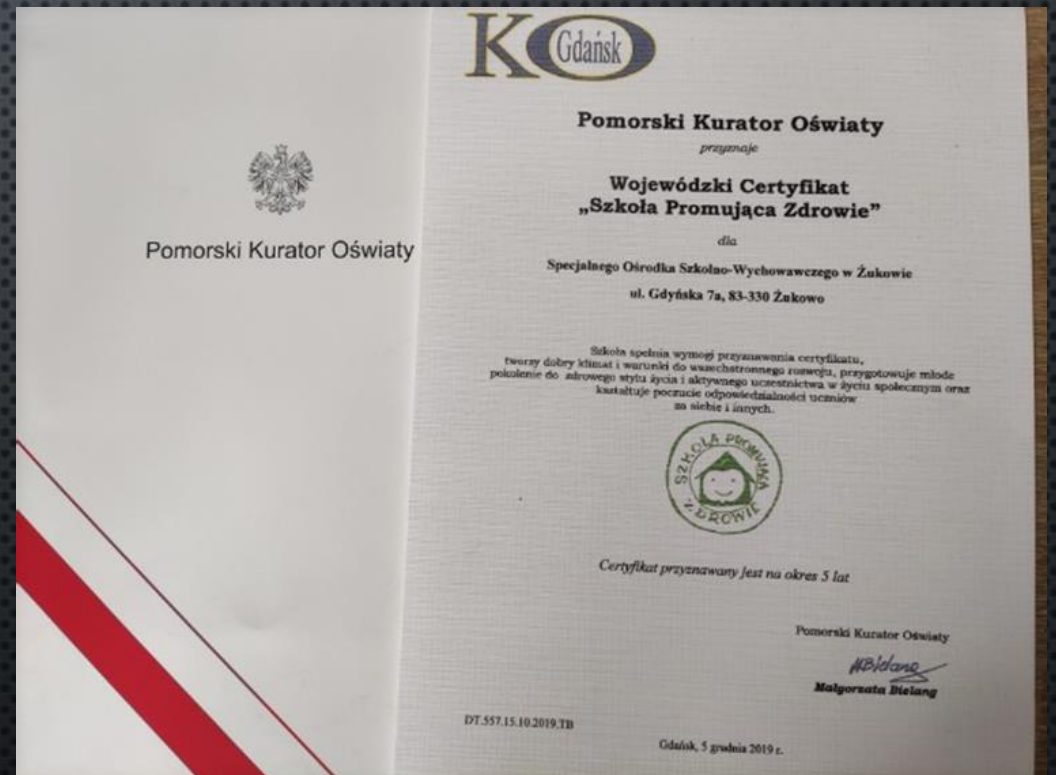 Pomorski Kurator Oświaty
KO
Gdańsk
Pomorski Kurator Oświaty
przyznaje
Wojewódzki Certyfikat
„Szkoła Promująca Zdrowie”
dla
Specjalnego Ośrodka Szkolno-Wychowawczego w Żukowie
ul. Gdyńska 7a, 83-330 Żukowo
Szkoła spełnia wymogi przyznawania certyfikatu,
tworzy dobry klimat i warunki do wszechstronnego rozwoju, przygotowuje młode
pokolenie do zdrowego stylu życia i aktywnego uczestnictwa w życiu społecznym oraz
kształtuje poczucie odpowiedzialności uczniów
za siebie i innych.
SZKOŁA PROMUJĄCA
ZDROWIE
Certyfikat przyznawany jest na okres 5 lat
Pomorski Kurator Oświaty
MBielang
Małgorzata Bielang
DT.557.15.10.2019.TB
Gdańsk, 5 grudnia 2019 r.